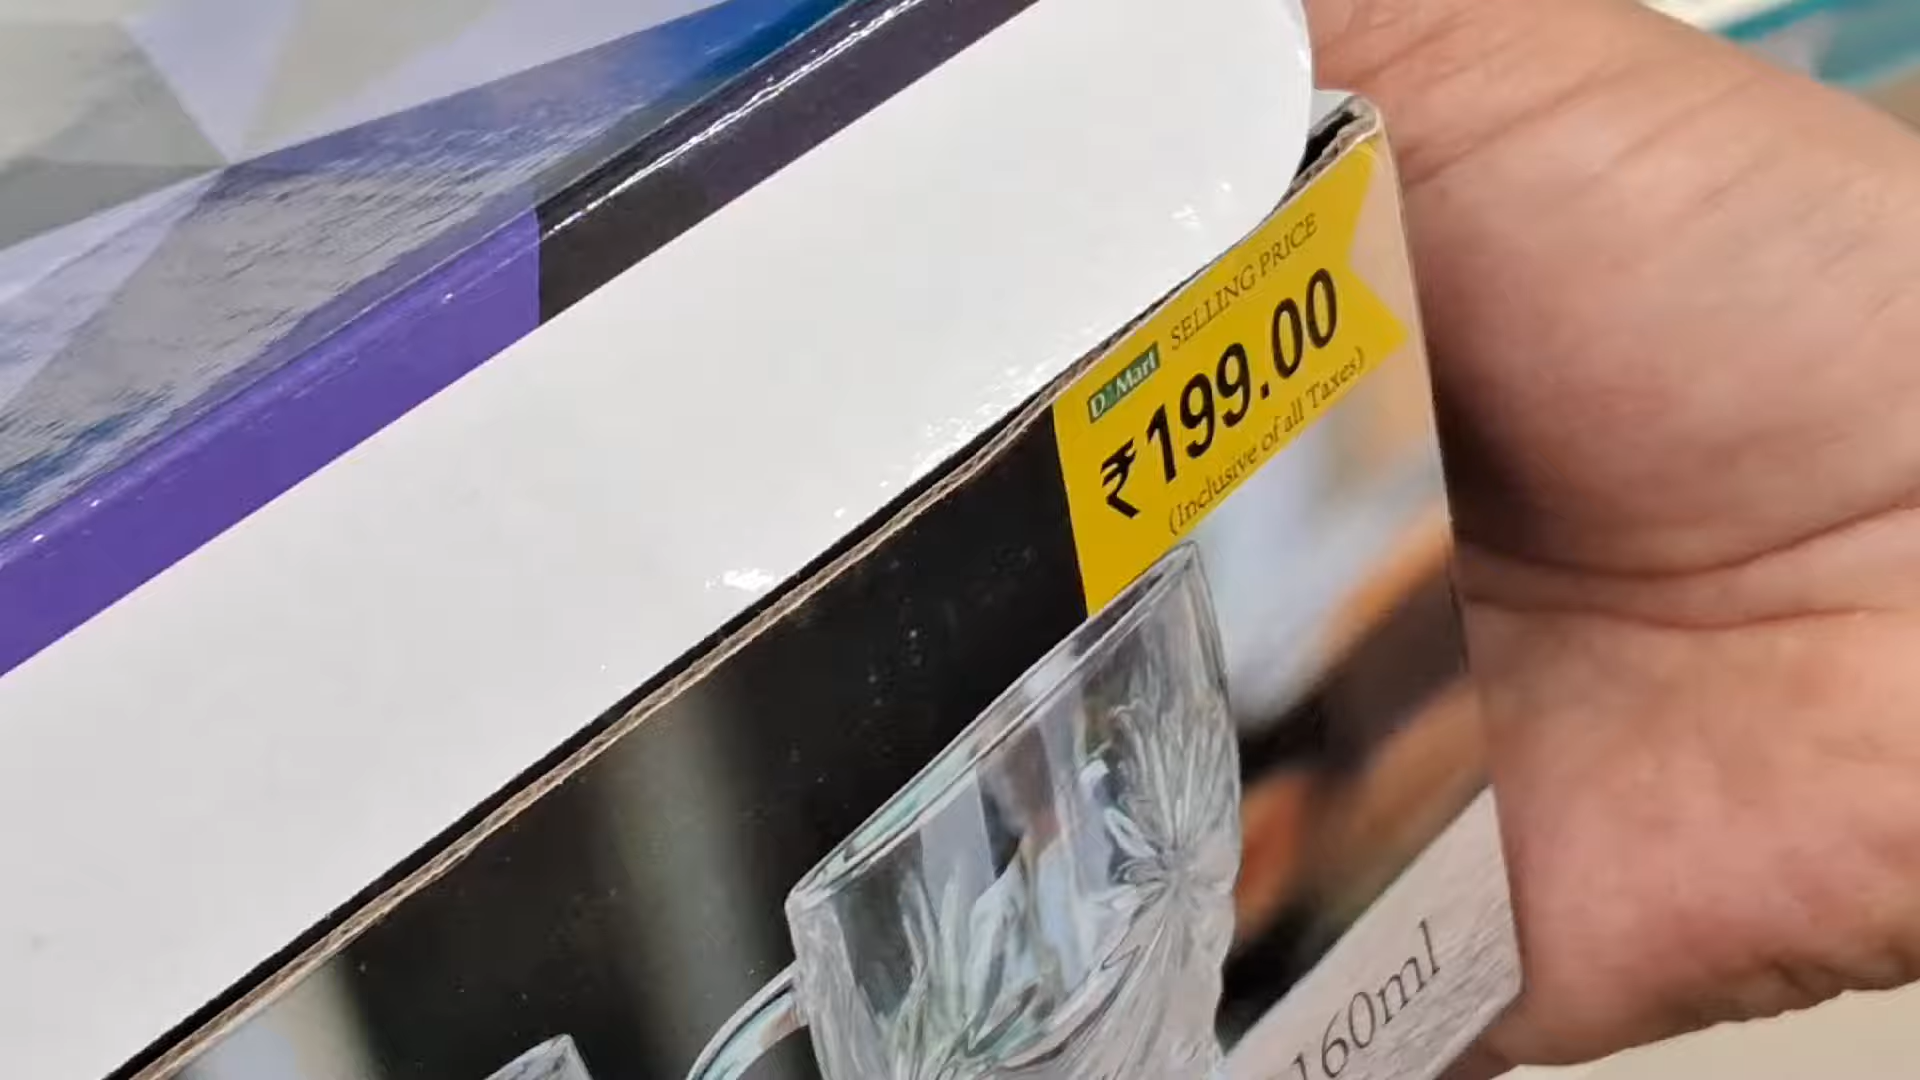 D Mart SELLING PRICE
₹199.00
(Inclusive of all Taxes)
160ml